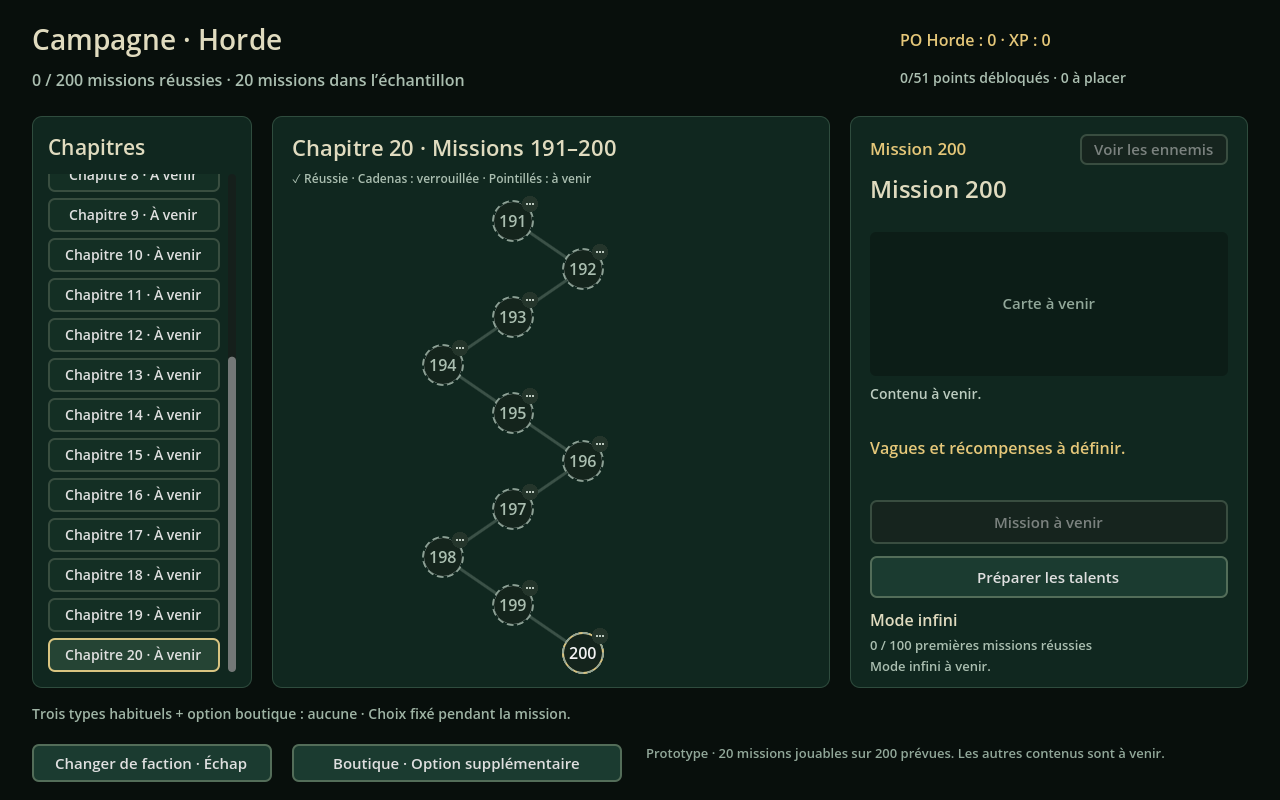 Campagne · Horde
PO Horde : 0 · XP : 0
0 / 200 missions réussies · 20 missions dans l’échantillon
0/51 points débloqués · 0 à placer
Chapitres
Chapitre 8 · À venir
Chapitre 9 · À venir
Chapitre 10 · À venir
Chapitre 11 · À venir
Chapitre 12 · À venir
Chapitre 13 · À venir
Chapitre 14 · À venir
Chapitre 15 · À venir
Chapitre 16 · À venir
Chapitre 17 · À venir
Chapitre 18 · À venir
Chapitre 19 · À venir
Chapitre 20 · À venir
Chapitre 20 · Missions 191–200
✓ Réussie · Cadenas : verrouillée · Pointillés : à venir
191
192
193
194
195
196
197
198
199
200
Mission 200
Voir les ennemis
Mission 200
Carte à venir
Contenu à venir.
Vagues et récompenses à définir.
Mission à venir
Préparer les talents
Mode infini
0 / 100 premières missions réussies
Mode infini à venir.
Trois types habituels + option boutique : aucune · Choix fixé pendant la mission.
Changer de faction · Échap
Boutique · Option supplémentaire
Prototype · 20 missions jouables sur 200 prévues. Les autres contenus sont à venir.